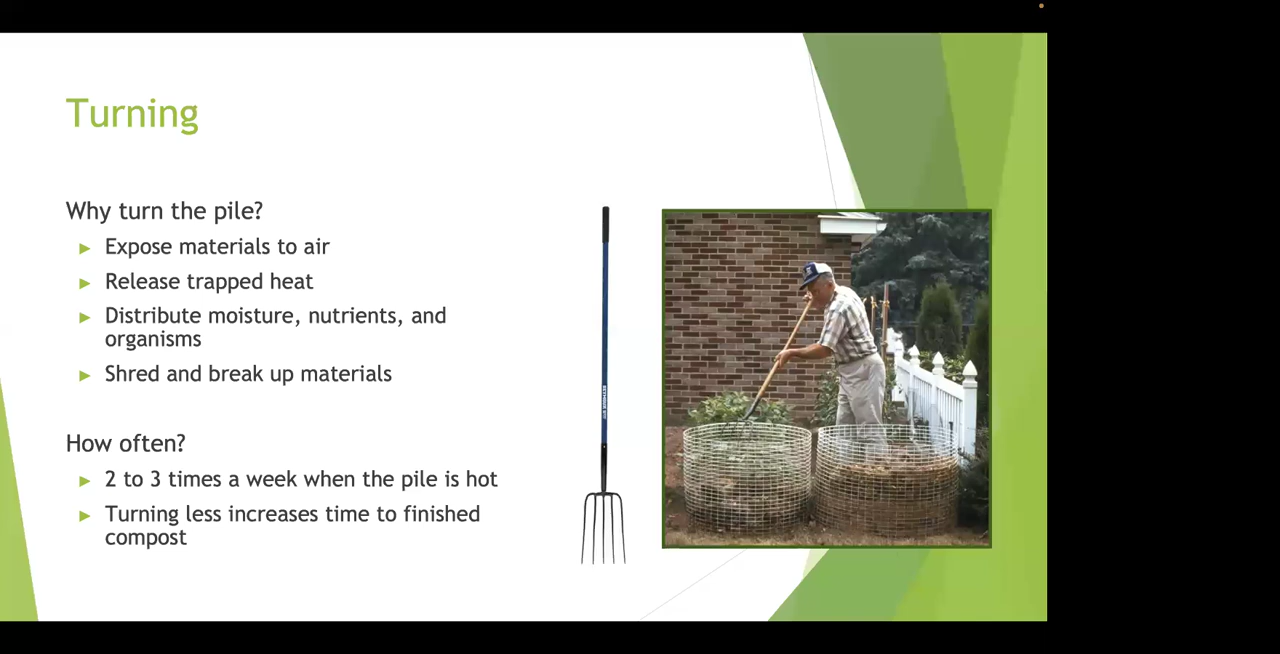 Turning
Why turn the pile?
Expose materials to air
Release trapped heat
Distribute moisture, nutrients, and
organisms
Shred and break up materials
How often?
2 to 3 times a week when the pile is hot
Turning less increases time to finished
compost